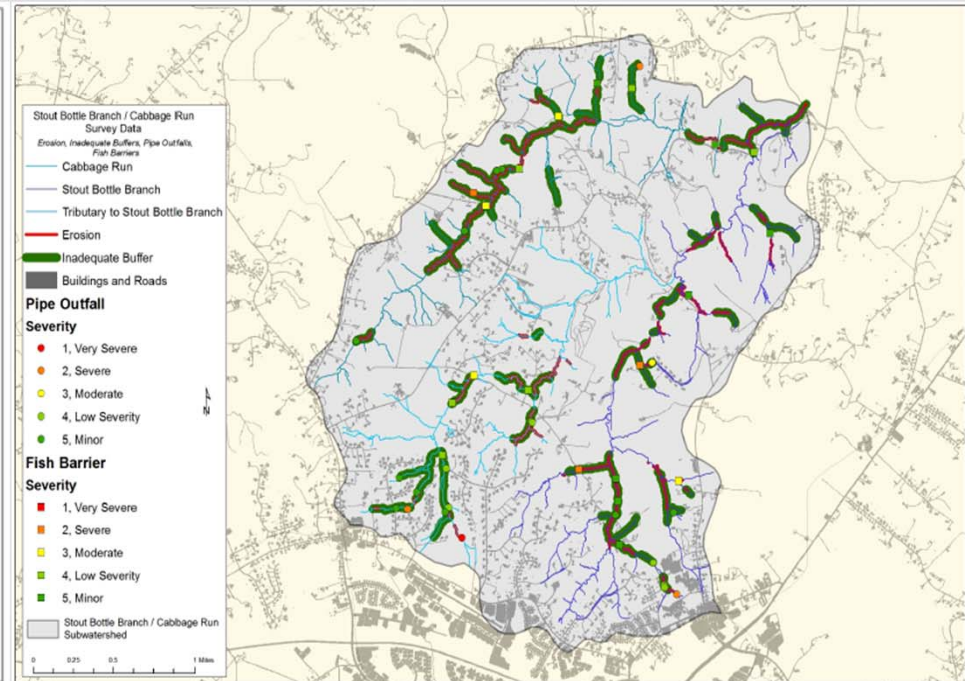 Stout Bottle Branch / Cabbage Run
Survey Data
Erosion, Inadequate Buffers, Pipe Outfalls,
Fish Barriers
Cabbage Run
Stout Bottle Branch
Tributary to Stout Bottle Branch
Erosion
Inadequate Buffer
Buildings and Roads
Pipe Outfall
Severity
1, Very Severe
2, Severe
3, Moderate
4, Low Severity
5, Minor
N
Fish Barrier
Severity
1, Very Severe
2, Severe
3, Moderate
4, Low Severity
5, Minor
Stout Bottle Branch / Cabbage Run
Subwatershed
0 0.25 0.5 1 Miles